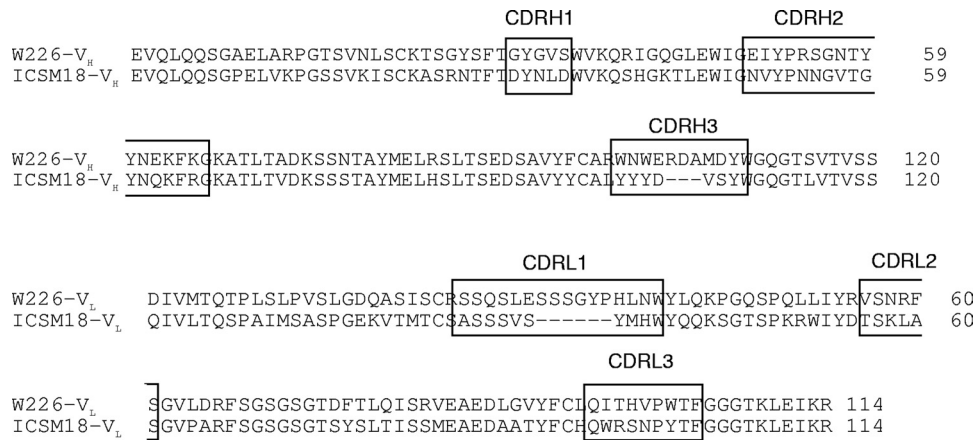 CDRH1 CDRH2
W226-VH EVQLQQSGAELARPGTSVNLSCKTSGYSFTGYGVSWVKQRIGQGLEWIGEIYPRSGNTY 59
ICSM18-VH EVQLQQSGPELVKPGSSVKISCKASRNTFTDYNLDWVKQSHGKTLEWIGNVYPNNGVTG 59
CDRH3
W226-VH YNEKFKGKATLTADKSSNTAYMELRSLTSEDSAVYFCARWNWERDAMDYWGQGTSVTVSS 120
ICSM18-VH YNQKFRGKATLTVDKSSSTAYMELHSLTSEDSAVYYCALYYYD---VSYWGQGTLVTVSS 120
CDRL1 CDRL2
W226-VL DIVMTQTPLSLPVSLGDQASISCRSSQSLESSSGYPHLNWYLQKPGQSPQLLIYRVSNRF 60
ICSM18-VL QIVLTQSPAIMSASPGEKVTMTCSASSSVS------YMHWYQQKSGTSPKRWIYDTSKLA 60
CDRL3
W226-VL SGVLDRFSGSGSGTDFTLQISRVEAEDLGVYFCLQITHVPWTFGGGTKLEIKR 114
ICSM18-VL SGVPARFSGSGSGTSYSLTISSMEAEDAATYFCHQWRSNPYTFGGGTKLEIKR 114